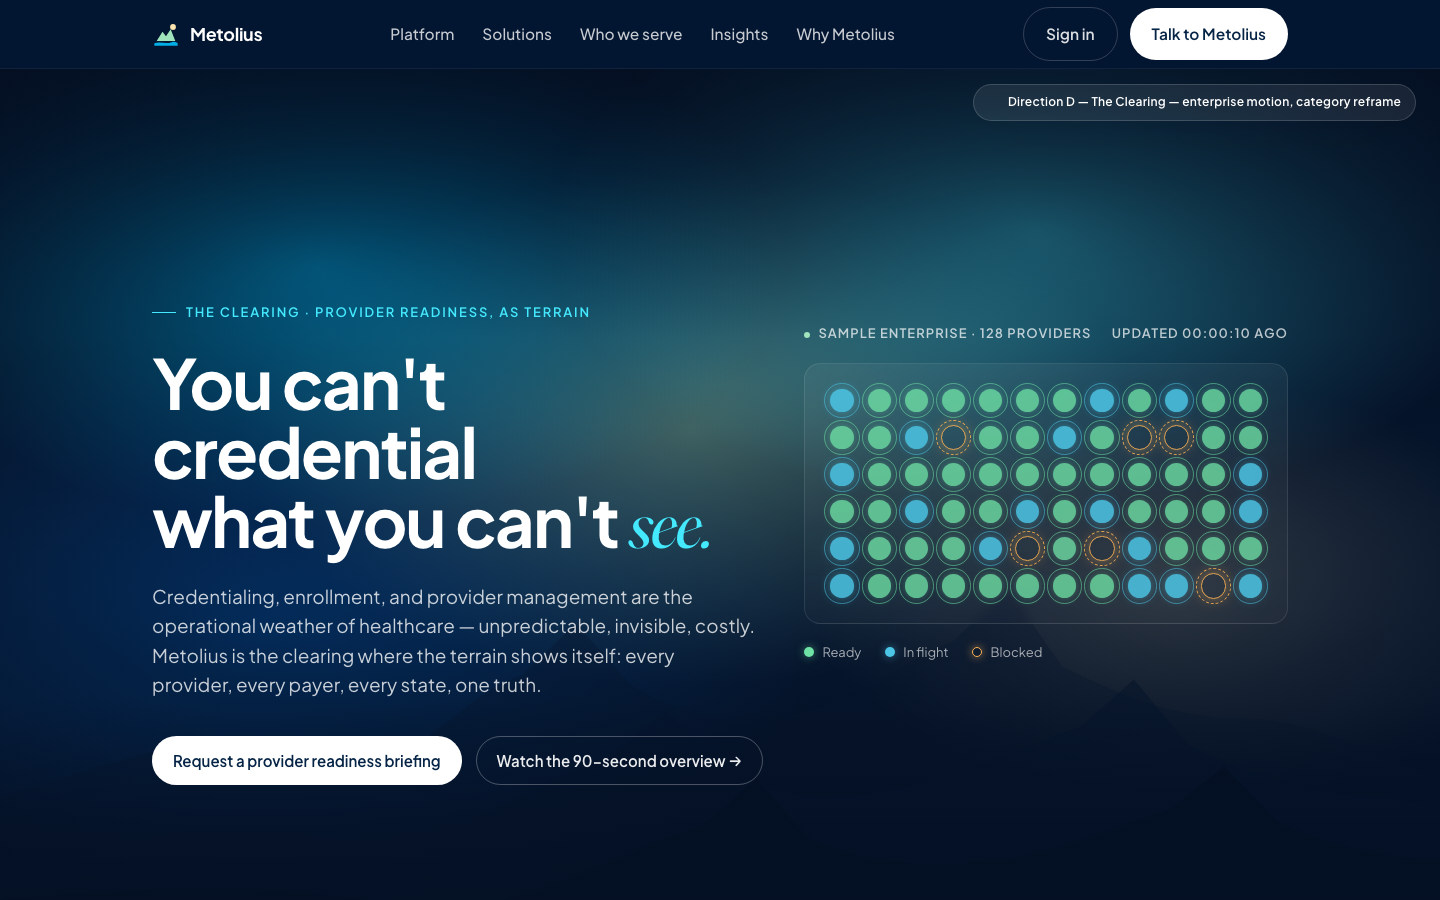 Metolius
Platform Solutions Who we serve Insights Why Metolius
Sign in Talk to Metolius
Direction D — The Clearing — enterprise motion, category reframe
THE CLEARING · PROVIDER READINESS, AS TERRAIN
You can't
credential
what you can't see.
Credentialing, enrollment, and provider management are the
operational weather of healthcare — unpredictable, invisible, costly.
Metolius is the clearing where the terrain shows itself: every
provider, every payer, every state, one truth.
Request a provider readiness briefing Watch the 90-second overview →
SAMPLE ENTERPRISE · 128 PROVIDERS UPDATED 00:00:10 AGO
Ready In flight Blocked